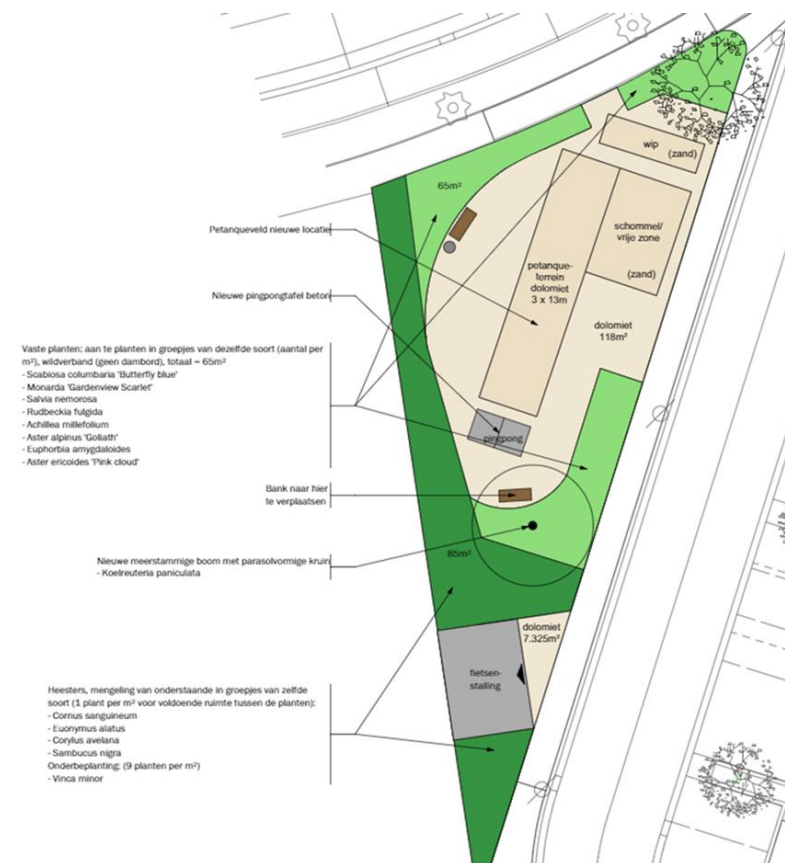 65m²
wip
(zand)
schommel/
vrije zone
(zand)
petanque-
terrein
dolomiet
3 x 13m
dolomiet
118m²
pingpong
85m²
dolomiet
7.325m²
fietsen-
stalling
Petanqueveld nieuwe locatie
Nieuwe pingpongtafel beton
Vaste planten: aan te planten in groepjes van dezelfde soort (aantal per
m²), wildverband (geen dambord), totaal = 65m²
- Scabiosa columbaria 'Butterfly blue'
- Monarda 'Gardenview Scarlet'
- Salvia nemorosa
- Rudbeckia fulgida
- Achillea millefolium
- Aster alpinus 'Goliath'
- Euphorbia amygdaloides
- Aster ericoides 'Pink cloud'
Bank naar hier
te verplaatsen
Nieuwe meerstammige boom met parasolvormige kruin
- Koelreuteria paniculata
Heesters, mengeling van onderstaande in groepjes van zelfde
soort (1 plant per m² voor voldoende ruimte tussen de planten):
- Cornus sanguineum
- Euonymus alatus
- Corylus avelana
- Sambucus nigra
Onderbeplanting: (9 planten per m²)
- Vinca minor